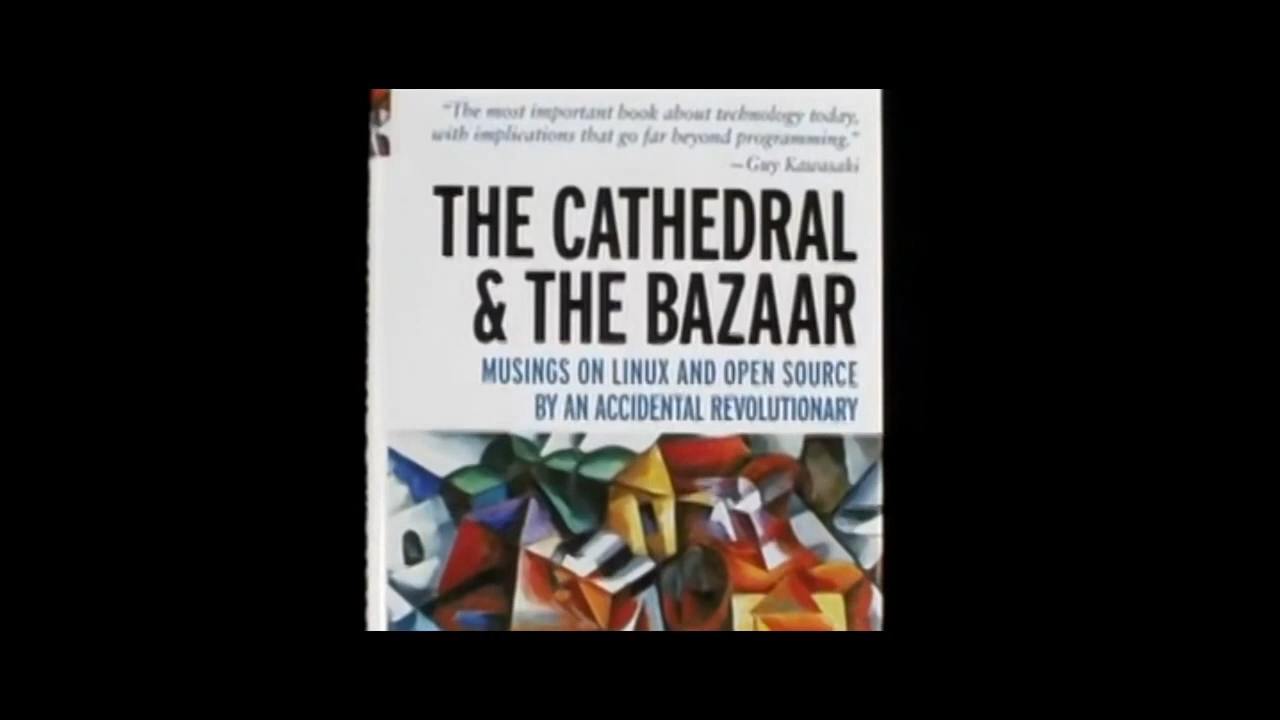 "The most important book about technology today,
with implications that go far beyond programming."
—Guy Kawasaki
THE CATHEDRAL
& THE BAZAAR
MUSINGS ON LINUX AND OPEN SOURCE
BY AN ACCIDENTAL REVOLUTIONARY